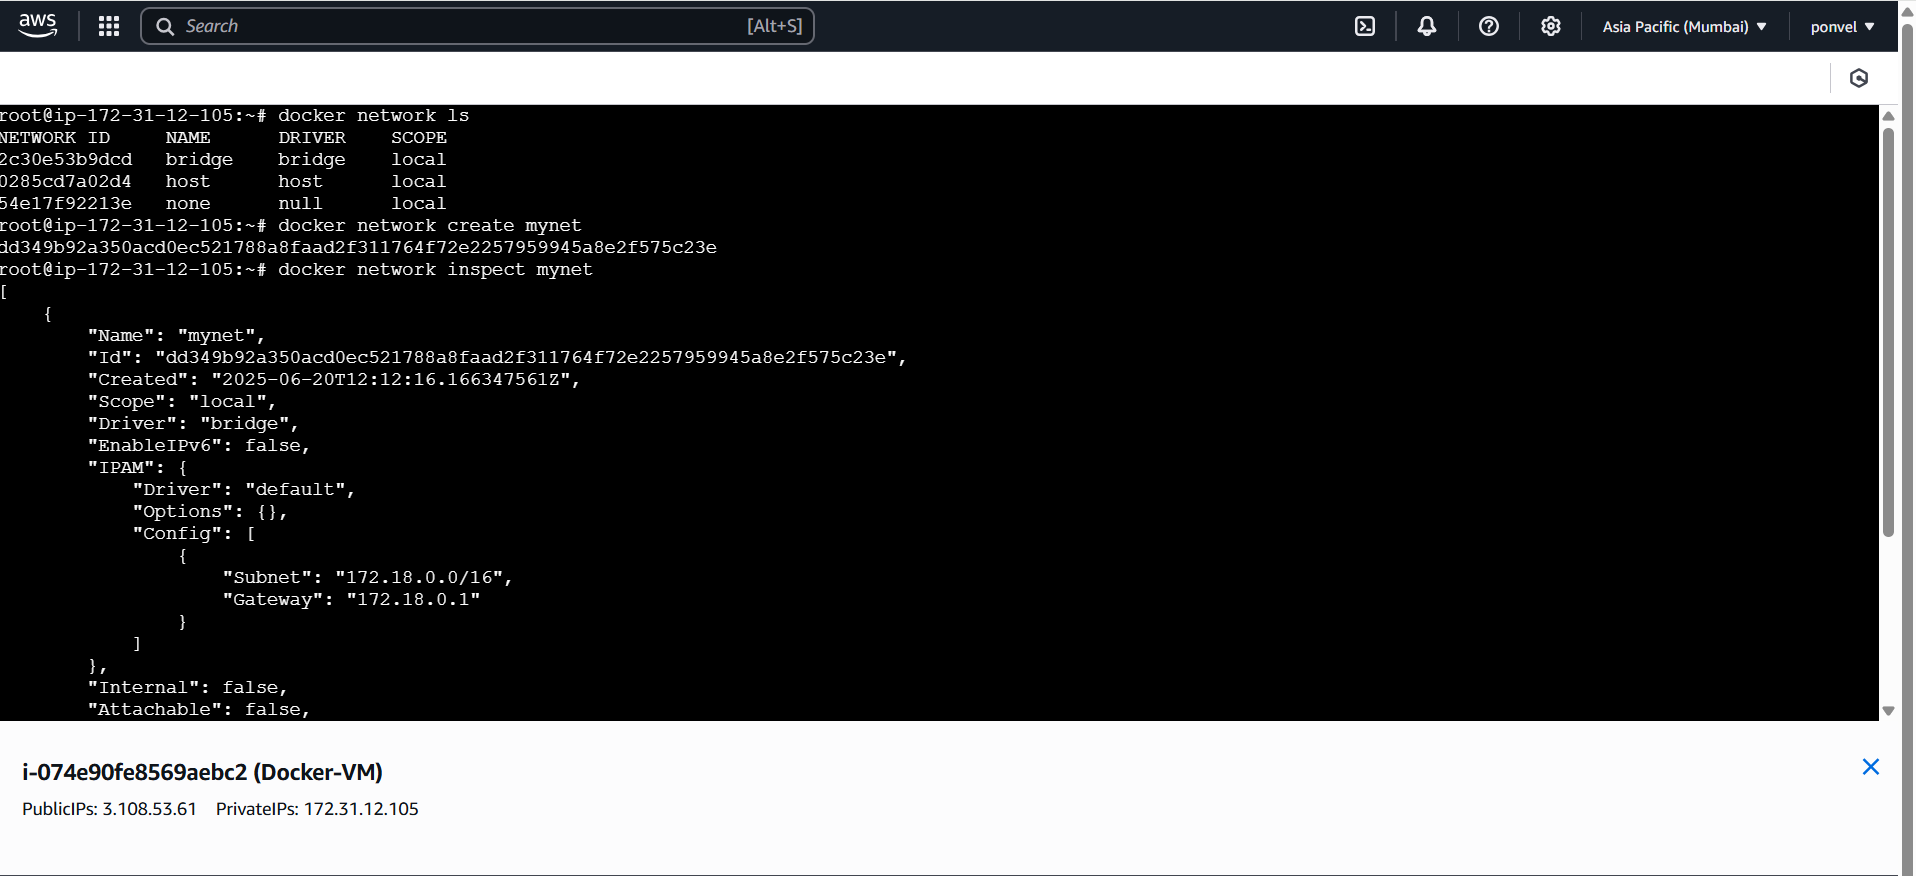 aws
Search [Alt+S]
Asia Pacific (Mumbai)
ponvel
root@ip-172-31-12-105:~# docker network ls
NETWORK ID     NAME      DRIVER    SCOPE
2c30e53b9dcd   bridge    bridge    local
0285cd7a02d4   host      host      local
54e17f92213e   none      null      local
root@ip-172-31-12-105:~# docker network create mynet
dd349b92a350acd0ec521788a8faad2f311764f72e2257959945a8e2f575c23e
root@ip-172-31-12-105:~# docker network inspect mynet
[
    {
        "Name": "mynet",
        "Id": "dd349b92a350acd0ec521788a8faad2f311764f72e2257959945a8e2f575c23e",
        "Created": "2025-06-20T12:12:16.166347561Z",
        "Scope": "local",
        "Driver": "bridge",
        "EnableIPv6": false,
        "IPAM": {
            "Driver": "default",
            "Options": {},
            "Config": [
                {
                    "Subnet": "172.18.0.0/16",
                    "Gateway": "172.18.0.1"
                }
            ]
        },
        "Internal": false,
        "Attachable": false,
i-074e90fe8569aebc2 (Docker-VM)
PublicIPs: 3.108.53.61    PrivateIPs: 172.31.12.105